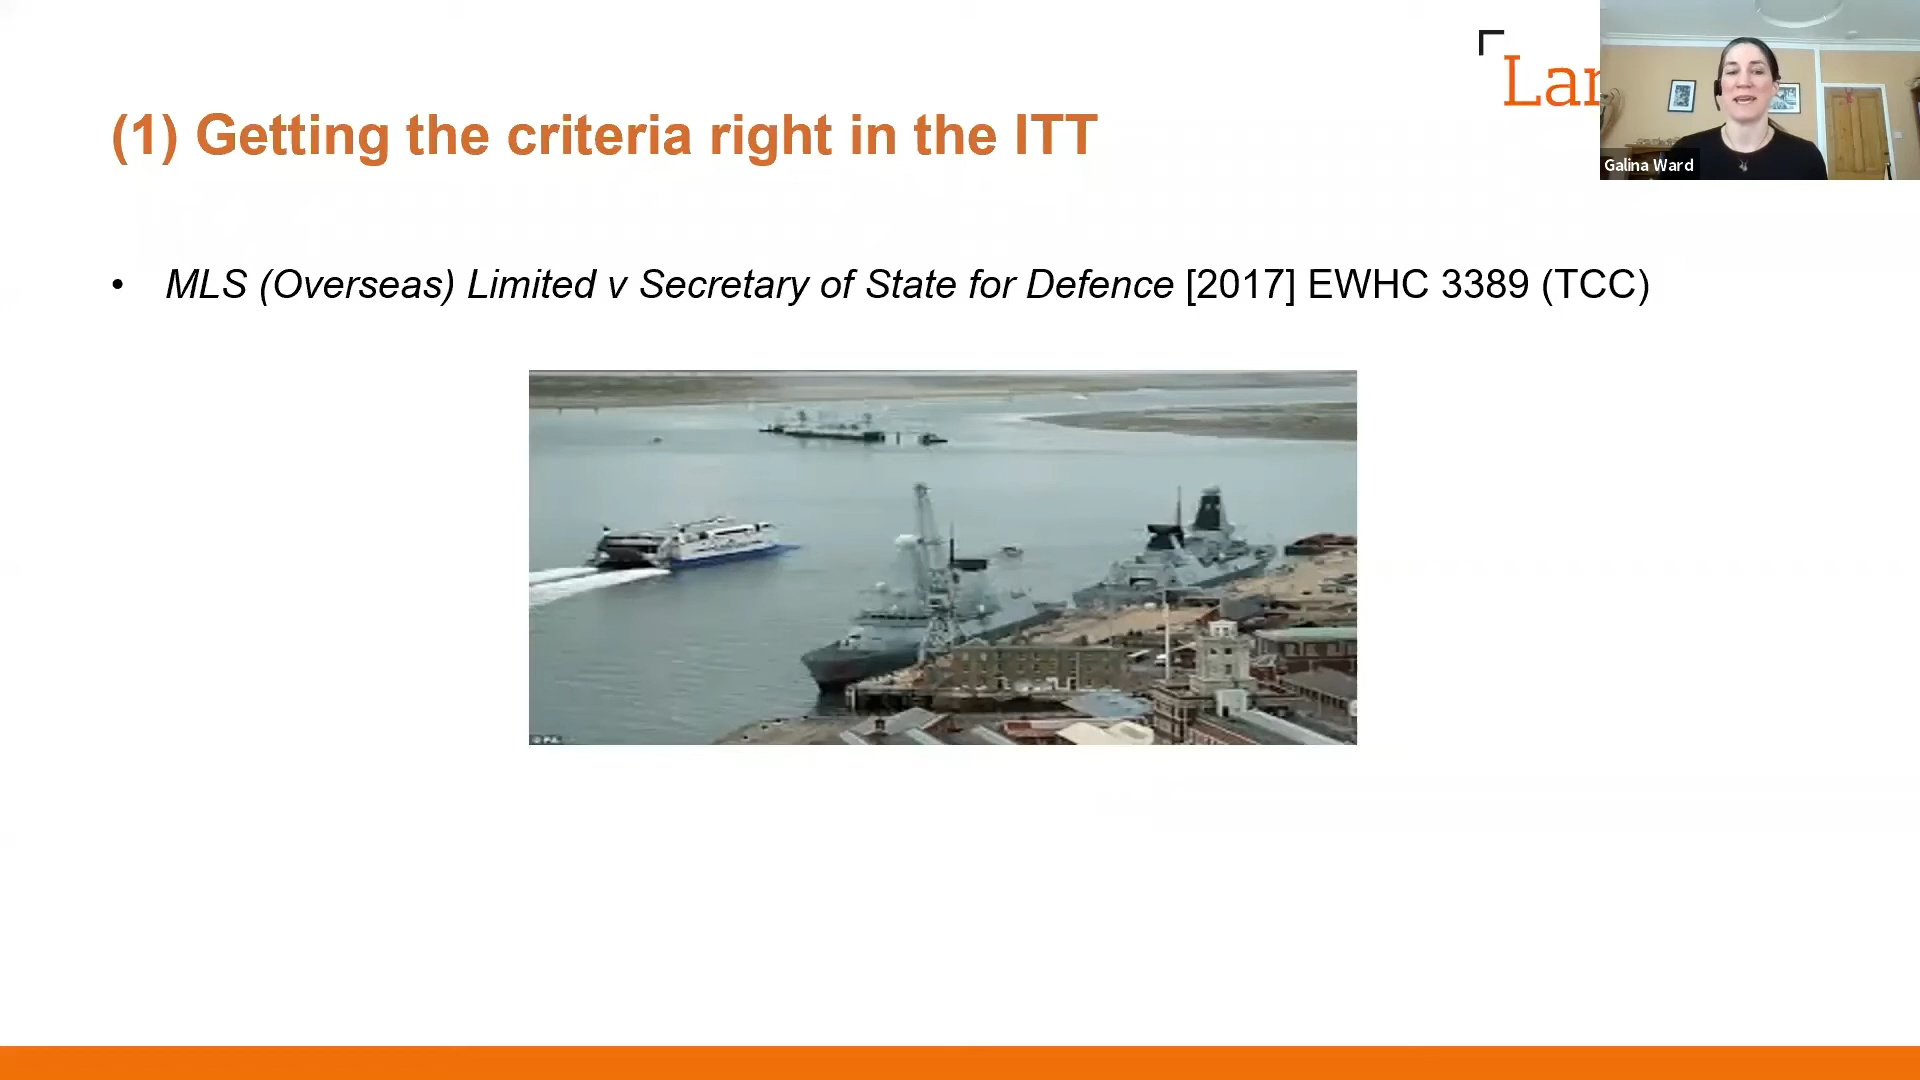 Lan
(1) Getting the criteria right in the ITT
Galina Ward
• MLS (Overseas) Limited v Secretary of State for Defence [2017] EWHC 3389 (TCC)